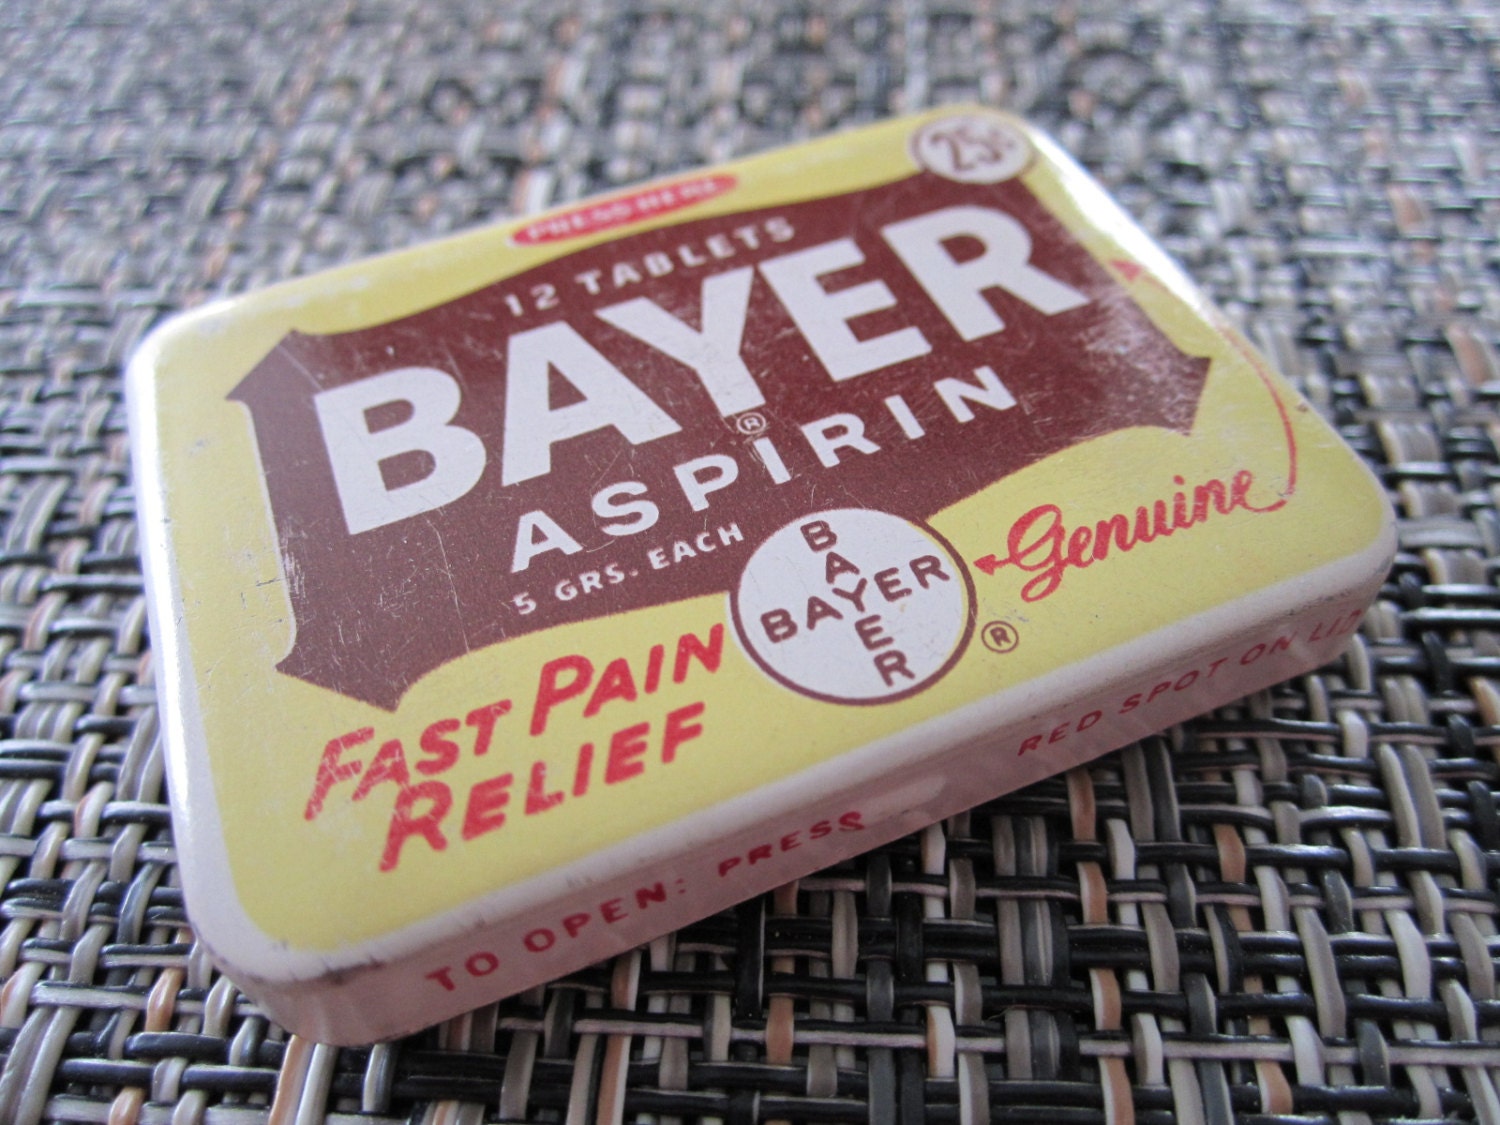 25¢
PRESS HERE
12 TABLETS
BAYER
®
ASPIRIN
5 GRS. EACH
BAYER
BAYER
®
Genuine
FAST PAIN
RELIEF
TO OPEN: PRESS RED SPOT ON LID